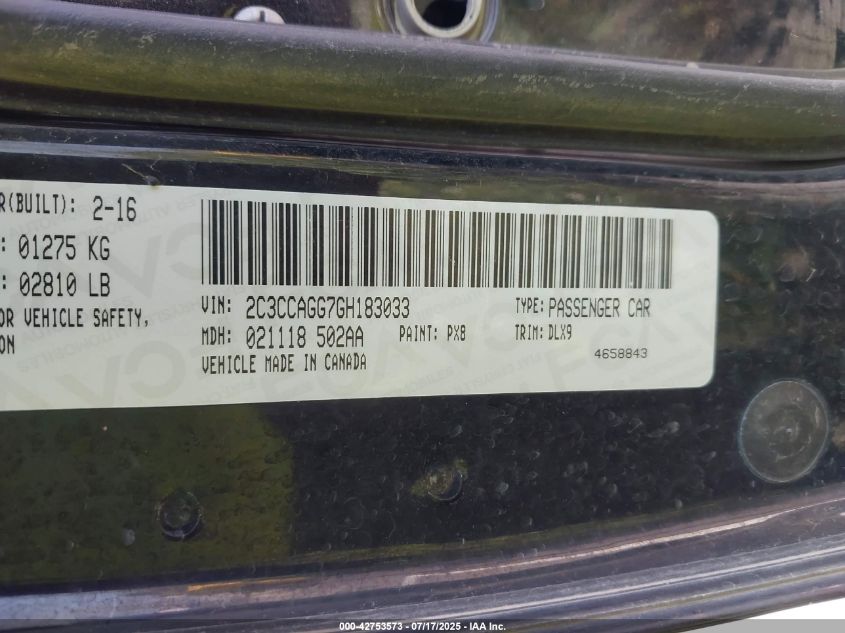 R(BUILT): 2-16
: 01275 KG
: 02810 LB
OR VEHICLE SAFETY,
ON
VIN: 2C3CCAGG7GH183033 TYPE: PASSENGER CAR
MDH: 021118 502AA PAINT: PX8 TRIM: DLX9
VEHICLE MADE IN CANADA 4658843
000-42753573 - 07/17/2025 - IAA Inc.